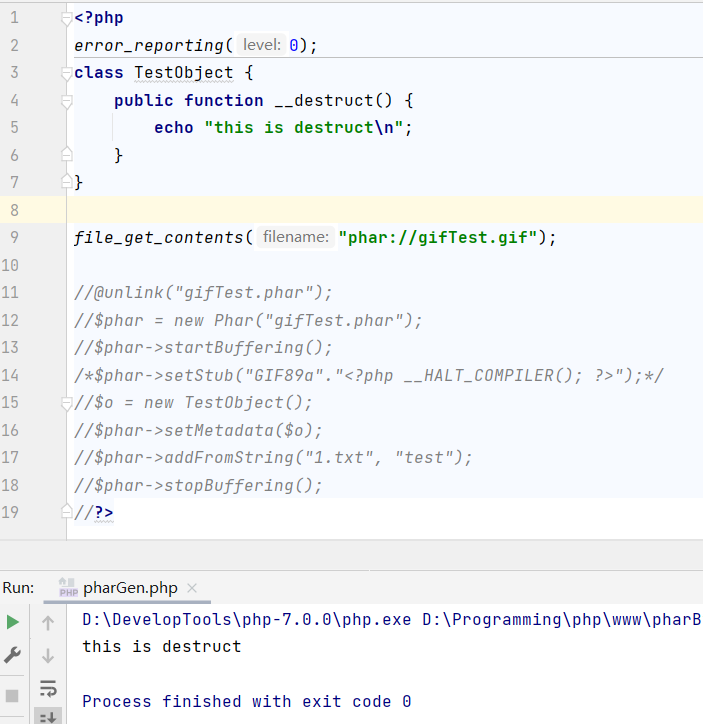 1 <?php
2 error_reporting( level: 0);
3 class TestObject {
4 public function __destruct() {
5 echo "this is destruct\n";
6 }
7 }
8
9 file_get_contents( filename: "phar://gifTest.gif");
10
11 //@unlink("gifTest.phar");
12 //$phar = new Phar("gifTest.phar");
13 //$phar->startBuffering();
14 /*$phar->setStub("GIF89a"."<?php __HALT_COMPILER(); ?>");*/
15 //$o = new TestObject();
16 //$phar->setMetadata($o);
17 //$phar->addFromString("1.txt", "test");
18 //$phar->stopBuffering();
19 //?>
Run: PHP pharGen.php ×
D:\DevelopTools\php-7.0.0\php.exe D:\Programming\php\www\pharB
this is destruct
Process finished with exit code 0